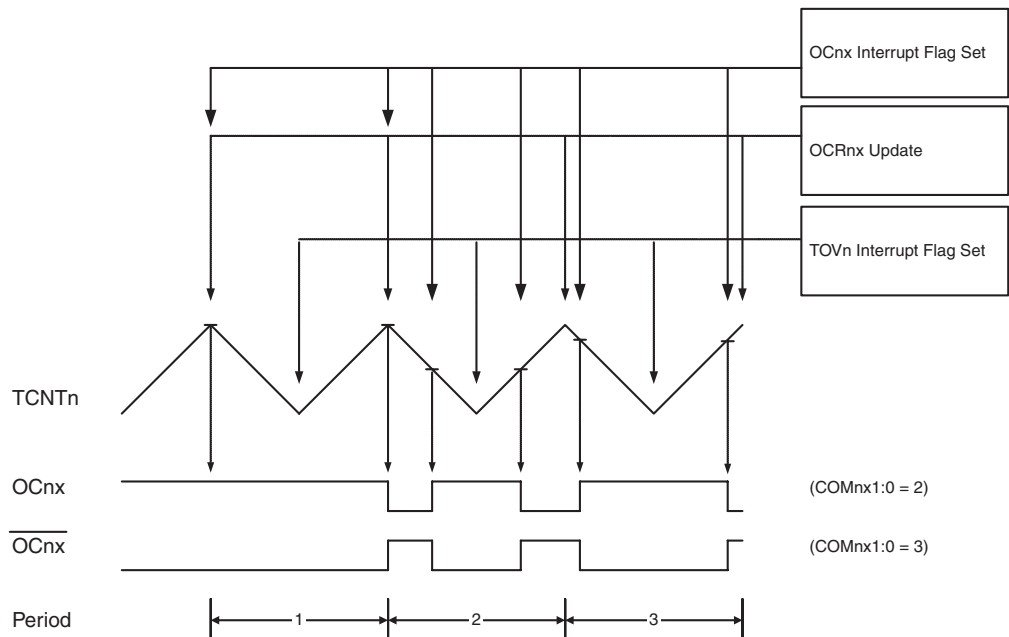 OCnx Interrupt Flag Set
OCRnx Update
TOVn Interrupt Flag Set
TCNTn
OCnx (COMnx1:0 = 2)
OCnx (COMnx1:0 = 3)
Period 1 2 3